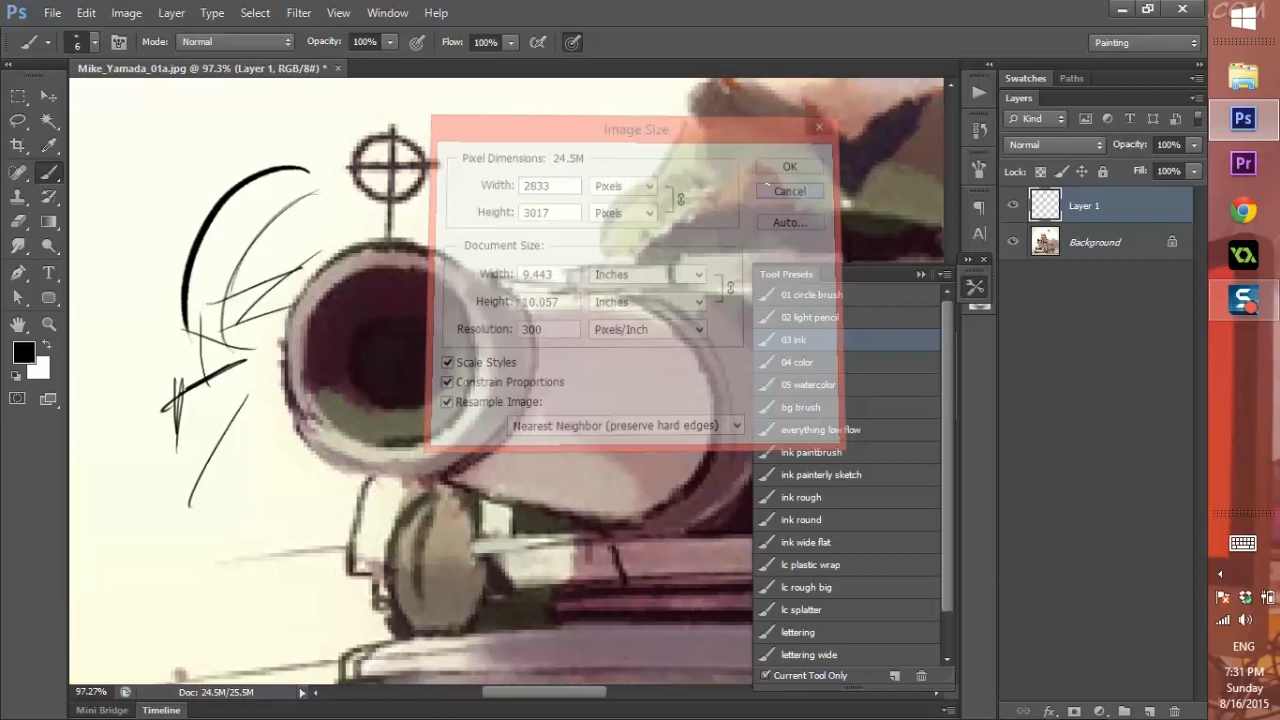 Ps File Edit Image Layer Type Select Filter View Window Help
6 Mode: Normal Opacity: 100% Flow: 100% Painting
Mike_Yamada_01a.jpg @ 97.3% (Layer 1, RGB/8#) *
Image Size
Pixel Dimensions: 24.5M
Width: 2833 Pixels
Height: 3017 Pixels
Document Size:
Width: 9.443 Inches
Height: 10.057 Inches
Resolution: 300 Pixels/Inch
Scale Styles
Constrain Proportions
Resample Image:
Nearest Neighbor (preserve hard edges)
OK
Cancel
Auto...
Tool Presets
01 circle brush
02 light pencil
03 ink
04 color
05 watercolor
bg brush
everything low flow
ink paintbrush
ink painterly sketch
ink rough
ink round
ink wide flat
lc plastic wrap
lc rough big
lc splatter
lettering
lettering wide
Current Tool Only
Swatches Paths
Layers
Kind
Normal Opacity: 100%
Lock: Fill: 100%
Layer 1
Background
97.27% Doc: 24.5M/25.5M
Mini Bridge Timeline
.COM
Ps
Pr
ENG
7:31 PM
Sunday
8/16/2015